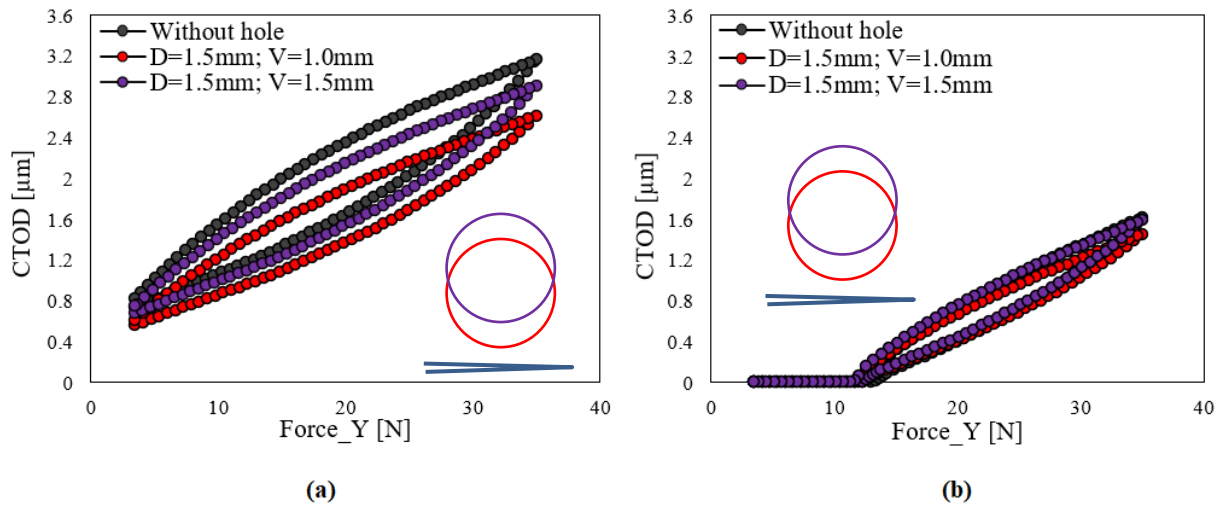 3.6
3.2
2.8
2.4
2
1.6
1.2
0.8
0.4
0
CTOD [µm]
Without hole
D=1.5mm; V=1.0mm
D=1.5mm; V=1.5mm
0 10 20 30 40
Force_Y [N]
(a)
3.6
3.2
2.8
2.4
2
1.6
1.2
0.8
0.4
0
CTOD [µm]
Without hole
D=1.5mm; V=1.0mm
D=1.5mm; V=1.5mm
0 10 20 30 40
Force_Y [N]
(b)